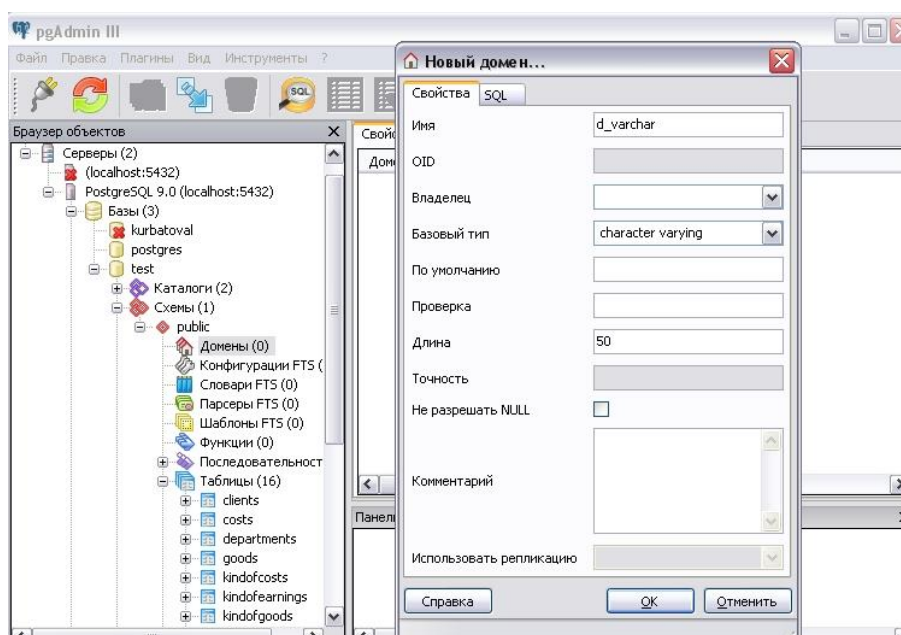 pgAdmin III
Файл Правка Плагины Вид Инструменты ?
SQL
Браузер объектов
Серверы (2)
(localhost:5432)
PostgreSQL 9.0 (localhost:5432)
Базы (3)
kurbatoval
postgres
test
Каталоги (2)
Схемы (1)
public
Домены (0)
Конфигурации FTS (
Словари FTS (0)
Парсеры FTS (0)
Шаблоны FTS (0)
Функции (0)
Последовательност
Таблицы (16)
clients
costs
departments
goods
kindofcosts
kindofearnings
kindofgoods
Свойс
Доме
Панел
Новый домен...
Свойства SQL
Имя d_varchar
OID
Владелец
Базовый тип character varying
По умолчанию
Проверка
Длина 50
Точность
Не разрешать NULL
Комментарий
Использовать репликацию
Справка OK Отменить